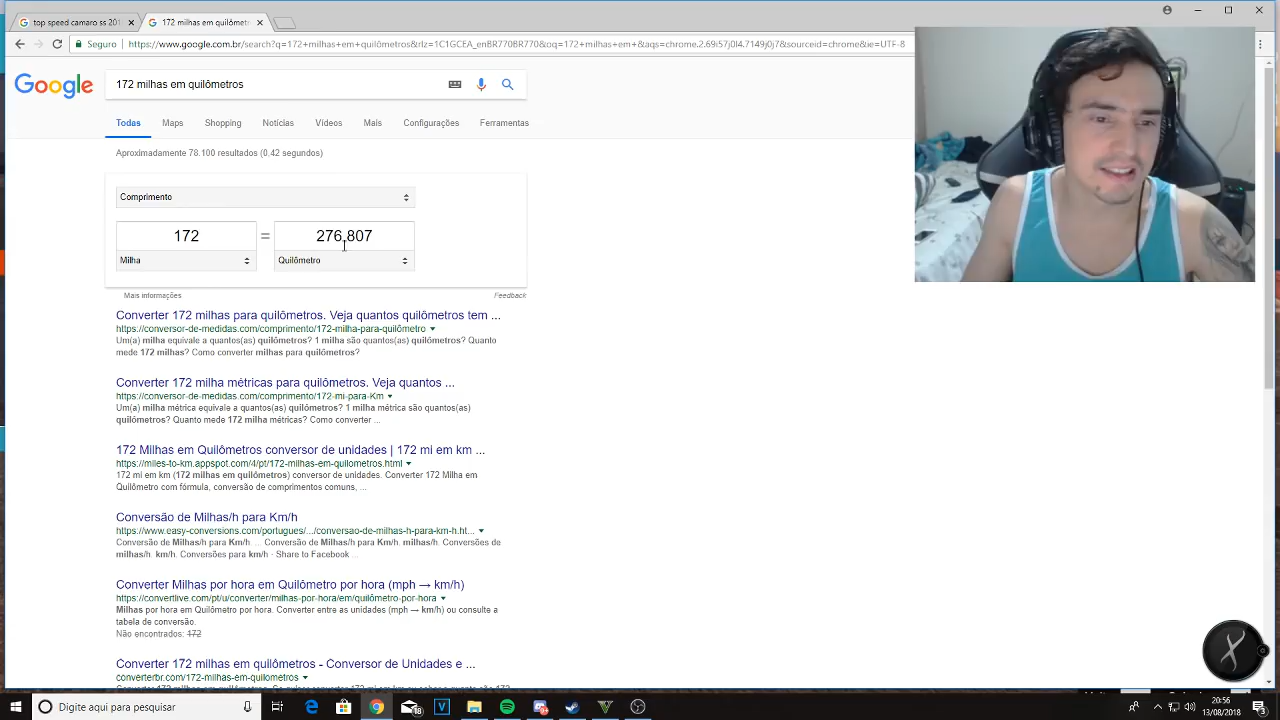 top speed camaro ss 201
172 milhas em quilômetr
Seguro
https://www.google.com.br/search?q=172+milhas+em+quilômetros&rlz=1C1GCEA_enBR770BR770&oq=172+milhas+em+&aqs=chrome.2.69i57j0l4.7149j0j7&sourceid=chrome&ie=UTF-8
Google
172 milhas em quilômetros
Todas Maps Shopping Notícias Vídeos Mais Configurações Ferramentas
Aproximadamente 78.100 resultados (0,42 segundos)
Comprimento
172 = 276,807
Milha Quilômetro
Mais informações Feedback
Converter 172 milhas para quilômetros. Veja quantos quilômetros tem ...
https://conversor-de-medidas.com/comprimento/172-milha-para-quilômetro
Um(a) milha equivale a quantos(as) quilômetros? 1 milha são quantos(as) quilômetros? Quanto
mede 172 milhas? Como converter milhas para quilômetros?
Converter 172 milha métricas para quilômetros. Veja quantos ...
https://conversor-de-medidas.com/comprimento/172-mi-para-Km
Um(a) milha métrica equivale a quantos(as) quilômetros? 1 milha métrica são quantos(as)
quilômetros? Quanto mede 172 milha métricas? Como converter ...
172 Milhas em Quilômetros conversor de unidades | 172 mi em km ...
https://miles-to-km.appspot.com/4/pt/172-milhas-em-quilometros.html
172 mi em km (172 milhas em quilômetros) conversor de unidades. Converter 172 Milha em
Quilômetro com fórmula, conversão de comprimentos comuns, ...
Conversão de Milhas/h para Km/h
https://www.easy-conversions.com/portugues/.../conversao-de-milhas-h-para-km-h.ht...
Conversão de Milhas/h para Km/h. ... Conversões de Milhas/h para Km/h. milhas/h. Conversões de
milhas/h. km/h. Conversões para km/h · Share to Facebook ...
Converter Milhas por hora em Quilômetro por hora (mph → km/h)
https://convertlive.com/pt/u/converter/milhas-por-hora/em/quilômetro-por-hora
Milhas por hora em Quilômetro por hora. Converter entre as unidades (mph → km/h) ou consulte a
tabela de conversão.
Não encontrados: 172
Converter 172 milhas em quilômetros - Conversor de Unidades e ...
converterbr.com/172-milhas-em-quilometros
Digite aqui para pesquisar
20:56
13/08/2018